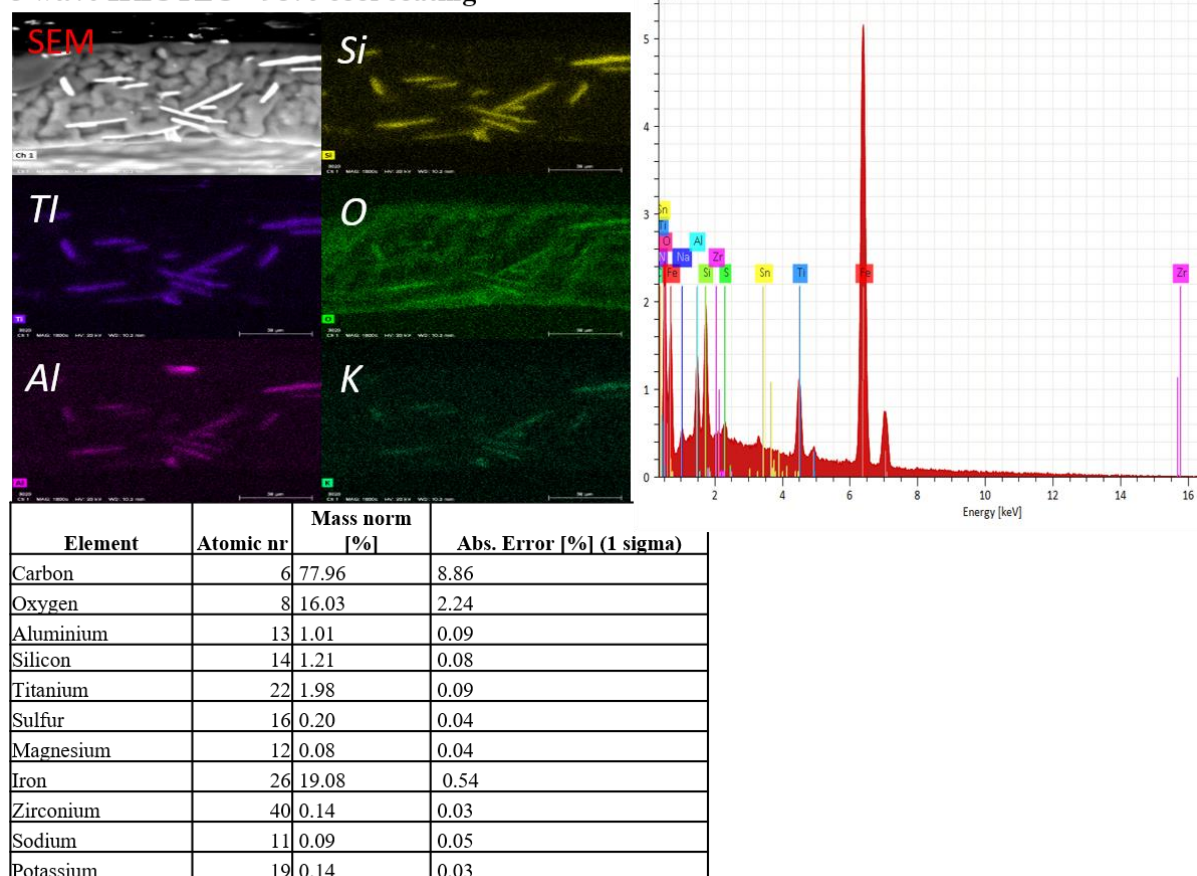 SEM
Si
Ch 1
Si
TI
O
TI
O
Al
K
Al
K
5
4
3
2
1
0
Sn
Ti
O
Al
N
Na
Zr
Fe
Si
S
Sn
Ti
Fe
Zr
2
4
6
8
10
12
14
16
Energy [keV]
Element Atomic nr Mass norm [%] Abs. Error [%] (1 sigma)
Carbon 6 77.96 8.86
Oxygen 8 16.03 2.24
Aluminium 13 1.01 0.09
Silicon 14 1.21 0.08
Titanium 22 1.98 0.09
Sulfur 16 0.20 0.04
Magnesium 12 0.08 0.04
Iron 26 19.08 0.54
Zirconium 40 0.14 0.03
Sodium 11 0.09 0.05
Potassium 19 0.14 0.03